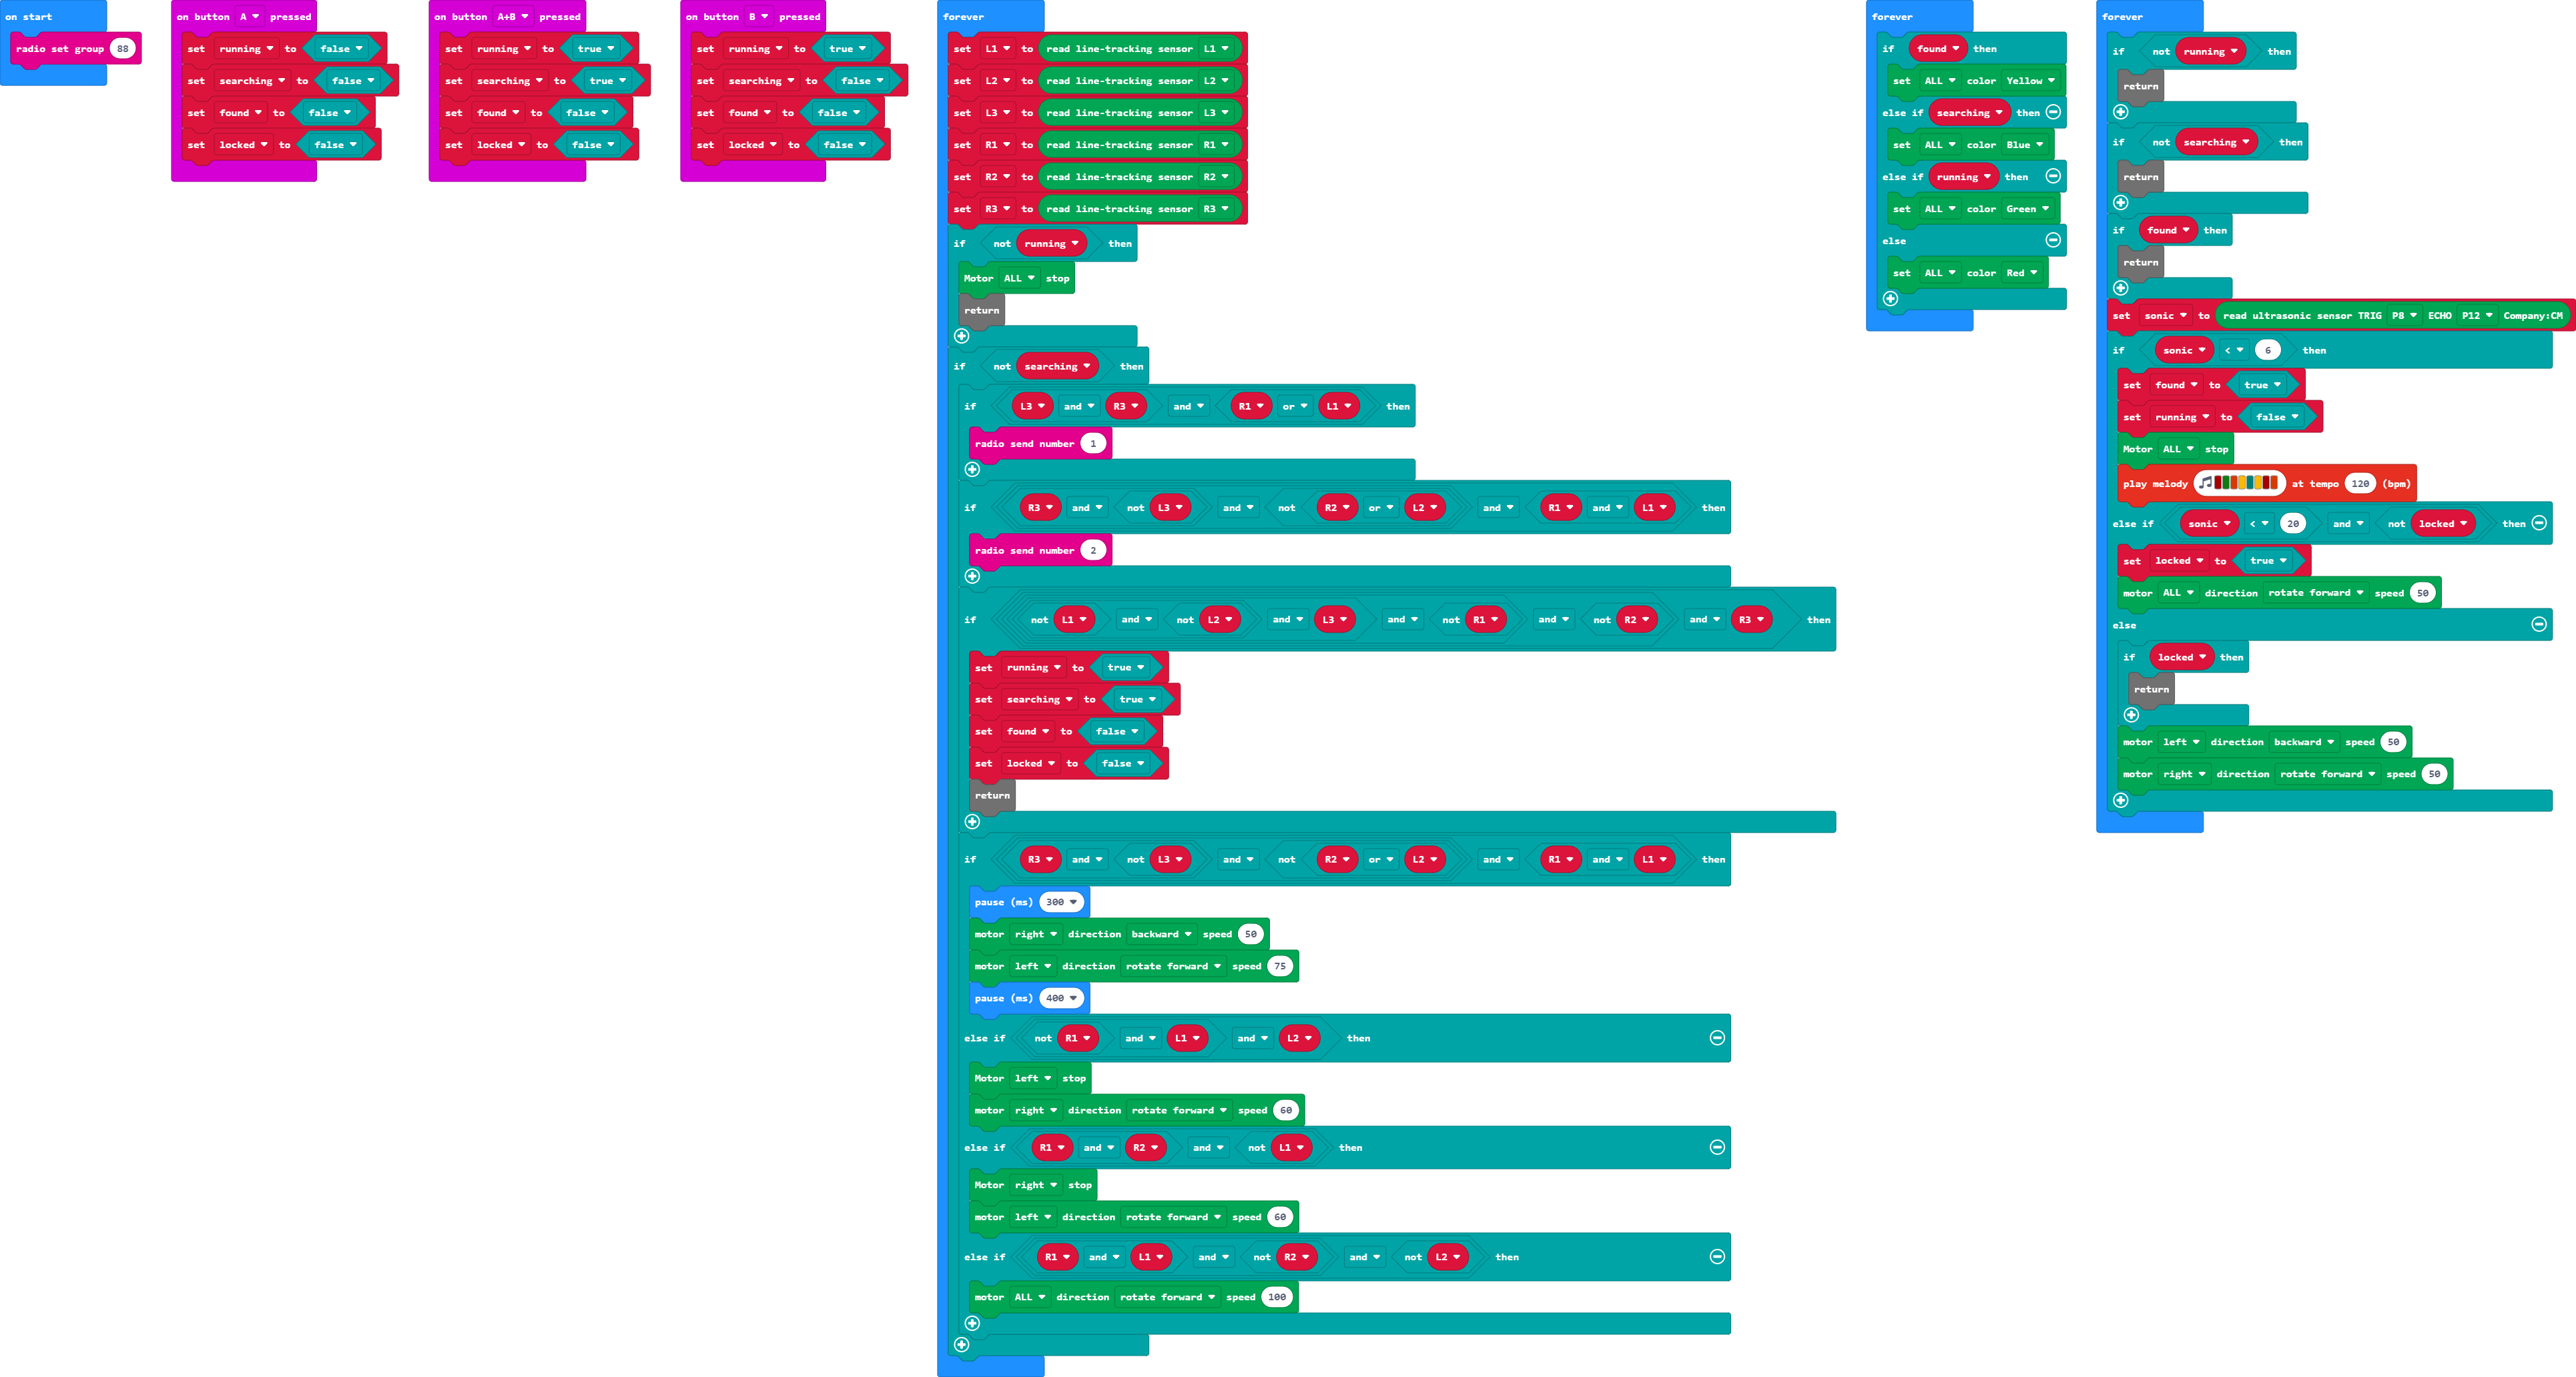 on start
radio set group 88
on button A pressed
set running to false
set searching to false
set found to false
set locked to false
on button A+B pressed
set running to true
set searching to true
set found to false
set locked to false
on button B pressed
set running to true
set searching to false
set found to false
set locked to false
forever
set L1 to read line-tracking sensor L1
set L2 to read line-tracking sensor L2
set L3 to read line-tracking sensor L3
set R1 to read line-tracking sensor R1
set R2 to read line-tracking sensor R2
set R3 to read line-tracking sensor R3
if not running then
Motor ALL stop
return
if not searching then
if L3 and R3 and R1 or L1 then
radio send number 1
if R3 and not L3 and not R2 or L2 and R1 and L1 then
radio send number 2
if not L1 and not L2 and L3 and not R1 and not R2 and R3 then
set running to true
set searching to true
set found to false
set locked to false
return
if R3 and not L3 and not R2 or L2 and R1 and L1 then
pause (ms) 300
motor right direction backward speed 50
motor left direction rotate forward speed 75
pause (ms) 400
else if not R1 and L1 and L2 then
Motor left stop
motor right direction rotate forward speed 60
else if R1 and R2 and not L1 then
Motor right stop
motor left direction rotate forward speed 60
else if R1 and L1 and not R2 and not L2 then
motor ALL direction rotate forward speed 100
forever
if found then
set ALL color Yellow
else if searching then
set ALL color Blue
else if running then
set ALL color Green
else
set ALL color Red
forever
if not running then
return
if not searching then
return
if found then
return
set sonic to read ultrasonic sensor TRIG P8 ECHO P12 Company:CM
if sonic < 6 then
set found to true
set running to false
Motor ALL stop
play melody at tempo 120 (bpm)
else if sonic < 20 and not locked then
set locked to true
motor ALL direction rotate forward speed 50
else
if locked then
return
motor left direction backward speed 50
motor right direction rotate forward speed 50